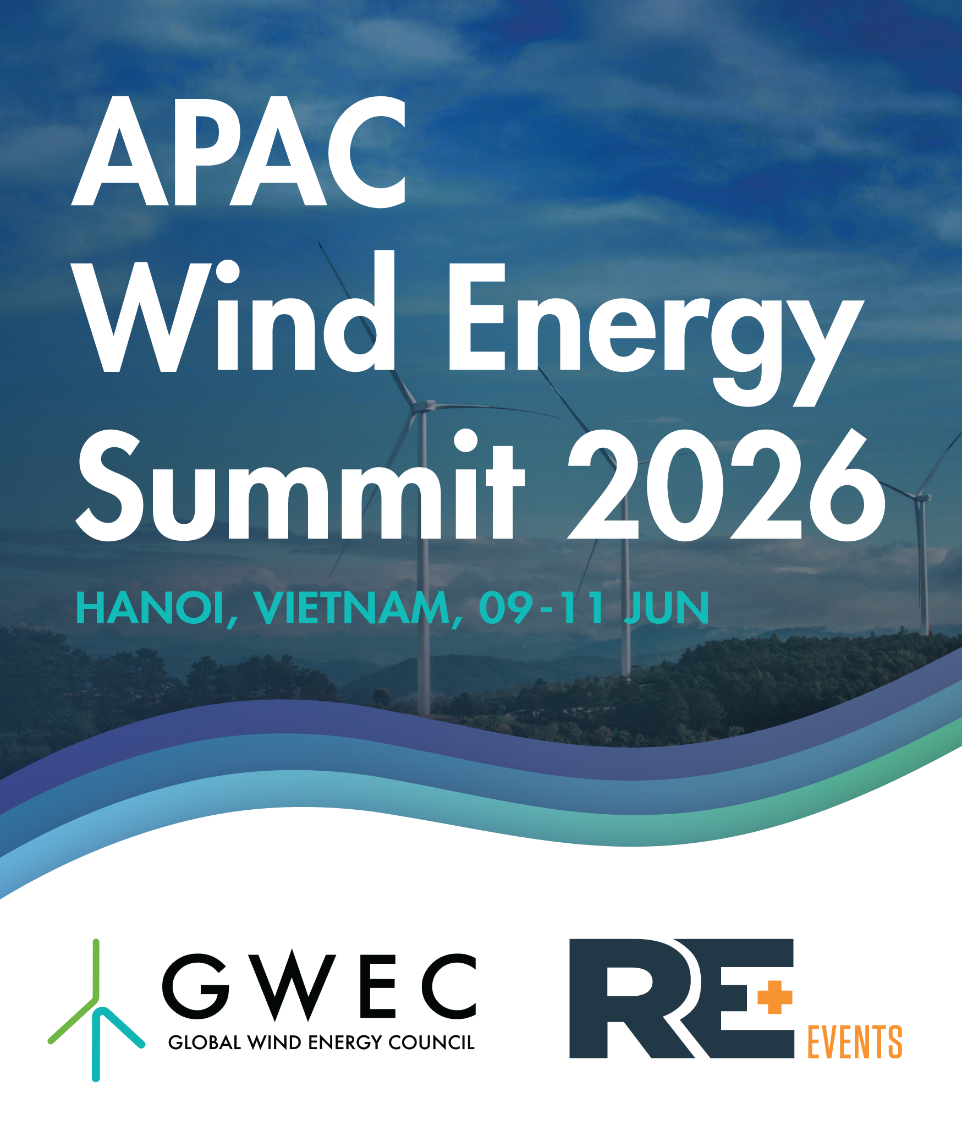 APAC
Wind Energy
Summit 2026
HANOI, VIETNAM, 09-11 JUN
GWEC
GLOBAL WIND ENERGY COUNCIL
RE+
EVENTS